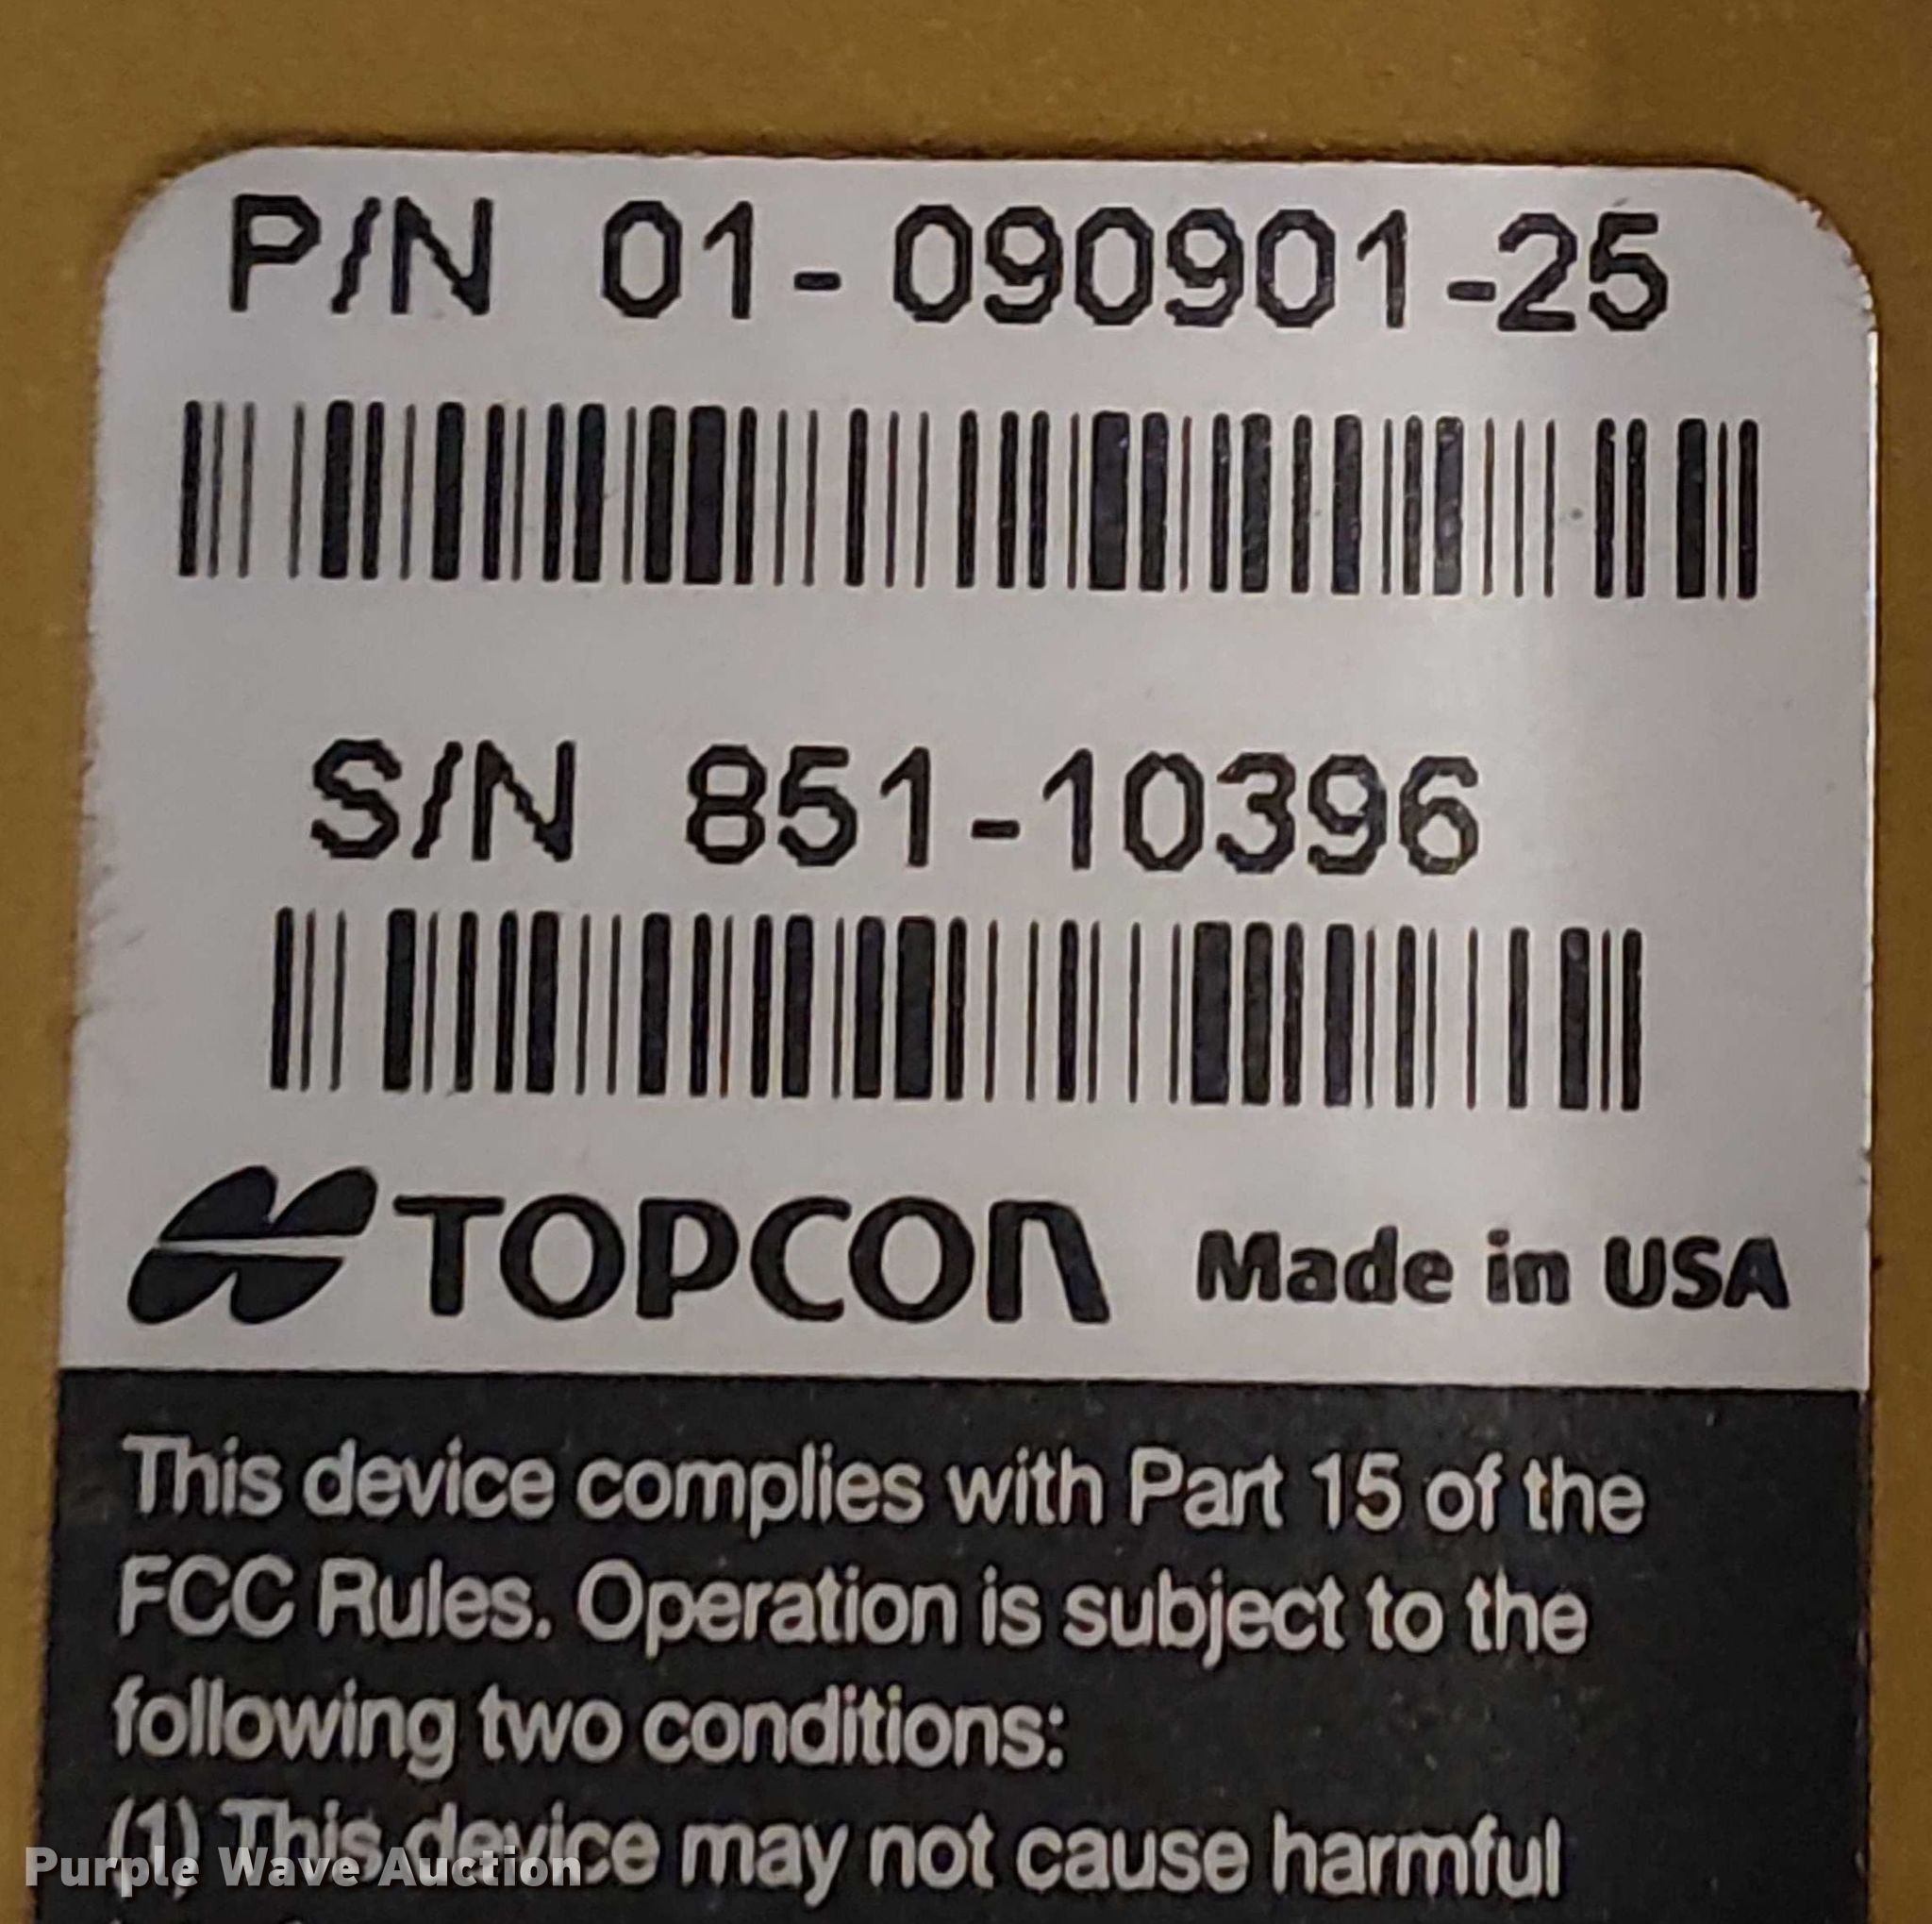 P/N 01-090901-25
S/N 851-10396
TOPCON Made in USA
This device complies with Part 15 of the
FCC Rules. Operation is subject to the
following two conditions:
(1) This device may not cause harmful
Purple Wave Auction